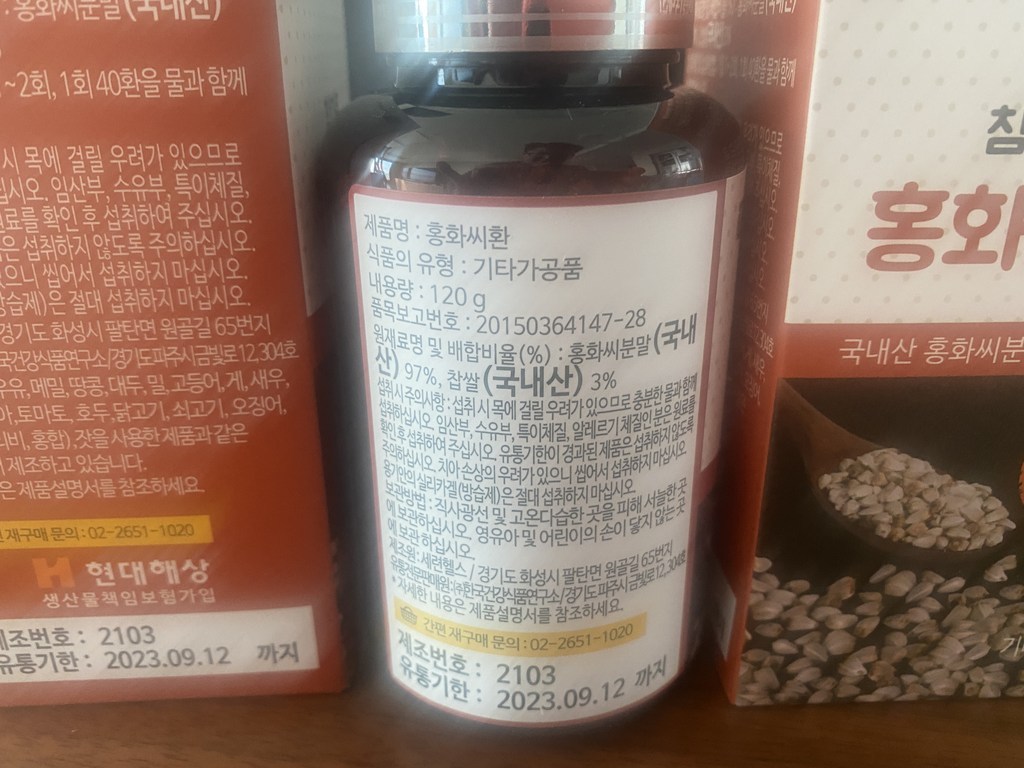 홍화씨분말(국내산)
~2회, 1회 40환을 물과 함께
시 목에 걸릴 우려가 있으므로
십시오. 임산부, 수유부, 특이체질,
료를 확인 후 섭취하여 주십시오.
은 섭취하지 않도록 주의하십시오.
으니 씹어서 섭취하지 마십시오.
습제)은 절대 섭취하지 마십시오.
경기도 화성시 팔탄면 원골길 65번지
국건강식품연구소/경기도파주시금빛로12,304호
우유, 메밀, 땅콩, 대두, 밀, 고등어, 게, 새우,
토마토, 호두, 닭고기, 쇠고기, 오징어,
홍합) 잣을 사용한 제품과 같은
제조하고 있습니다.
은 제품설명서를 참조하세요.
재구매 문의 : 02-2651-1020
현대해상
생산물책임보험가입
제조번호 : 2103
유통기한 : 2023.09.12 까지
제품명 : 홍화씨환
식품의 유형 : 기타가공품
내용량 : 120 g
품목보고번호 : 20150364147-28
원재료명 및 배합비율(%) : 홍화씨분말(국내
산) 97%, 찹쌀(국내산) 3%
섭취시 주의사항 : 섭취 시 목에 걸릴 우려가 있으므로 충분한 물과 함께
섭취하십시오. 임산부, 수유부, 특이체질, 알레르기 체질인 분은 원료를
확인 후 섭취하여 주십시오. 유통기한이 경과된 제품은 섭취하지 않도록
주의하십시오. 치아 손상의 우려가 있으니 씹어서 섭취하지 마십시오
용기안의 실리카겔(방습제)은 절대 섭취하지 마십시오
보관방법 : 직사광선 및 고온다습한 곳을 피해 서늘한 곳
에 보관하십시오. 영유아 및 어린이의 손이 닿지 않는 곳
에 보관 하십시오.
제조원: 세련헬스 / 경기도 화성시 팔탄면 원골길 65번지
유통전문판매원: (주)한국건강식품연구소/경기도파주시금빛로12,304호
* 자세한 내용은 제품설명서를 참조하세요.
간편 재구매 문의 : 02-2651-1020
제조번호 : 2103
유통기한 : 2023.09.12 까지
참
홍화
국내산 홍화씨분